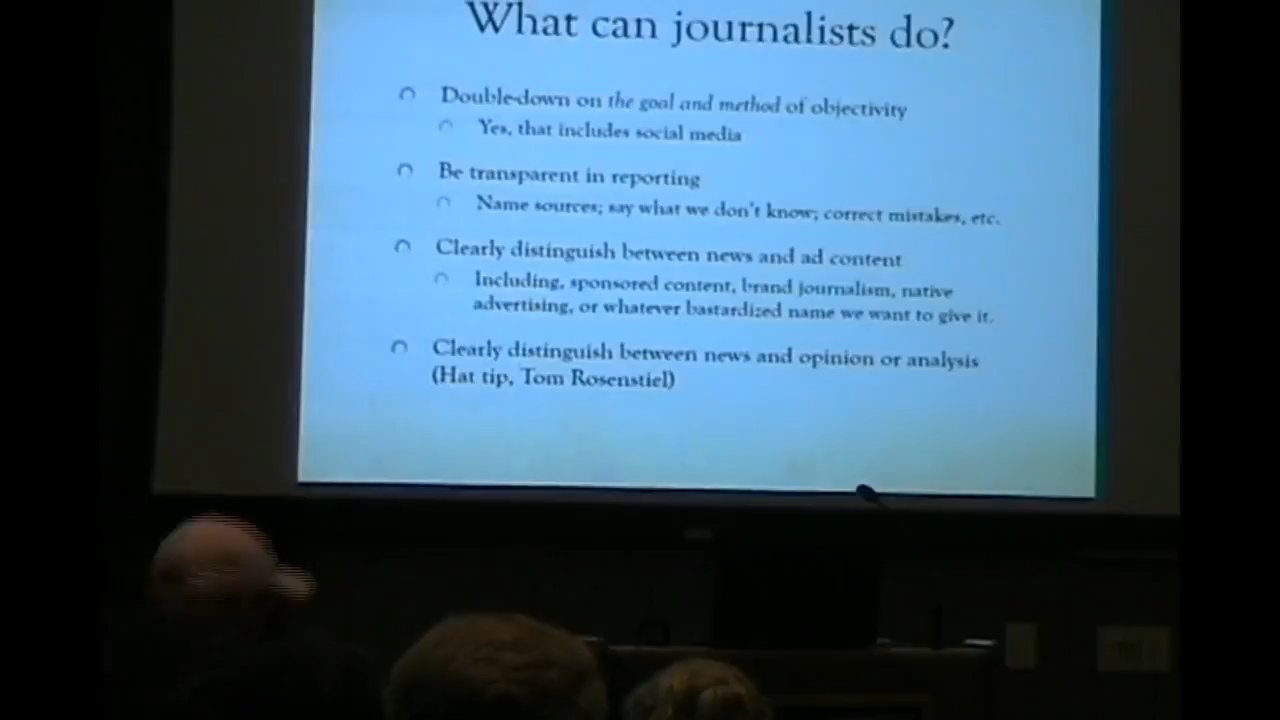 What can journalists do?
Double-down on the goal and method of objectivity
Yes, that includes social media
Be transparent in reporting
Name sources; say what we don't know; correct mistakes, etc.
Clearly distinguish between news and ad content
Including, sponsored content, brand journalism, native
advertising, or whatever bastardized name we want to give it.
Clearly distinguish between news and opinion or analysis
(Hat tip, Tom Rosenstiel)